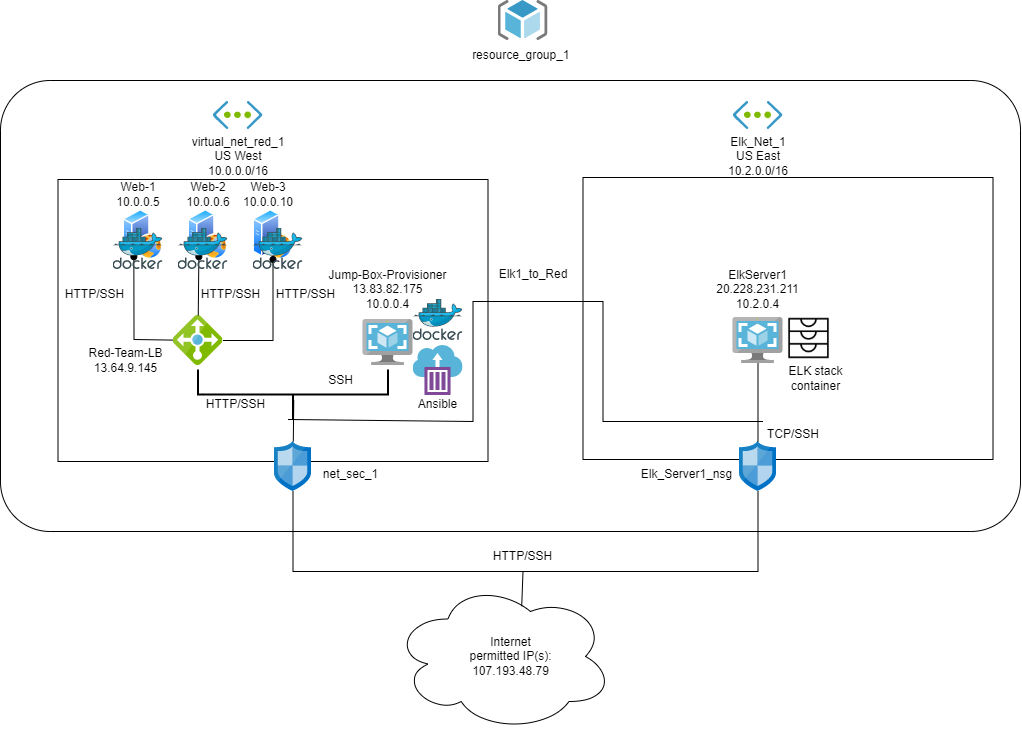 resource_group_1
virtual_net_red_1
US West
10.0.0.0/16
Elk_Net_1
US East
10.2.0.0/16
Web-1
10.0.0.5
Web-2
10.0.0.6
Web-3
10.0.0.10
docker
docker
docker
HTTP/SSH
HTTP/SSH
HTTP/SSH
Jump-Box-Provisioner
13.83.82.175
10.0.0.4
docker
Elk1_to_Red
ElkServer1
20.228.231.211
10.2.0.4
Red-Team-LB
13.64.9.145
SSH
HTTP/SSH
Ansible
ELK stack
container
TCP/SSH
net_sec_1
Elk_Server1_nsg
HTTP/SSH
Internet
permitted IP(s):
107.193.48.79